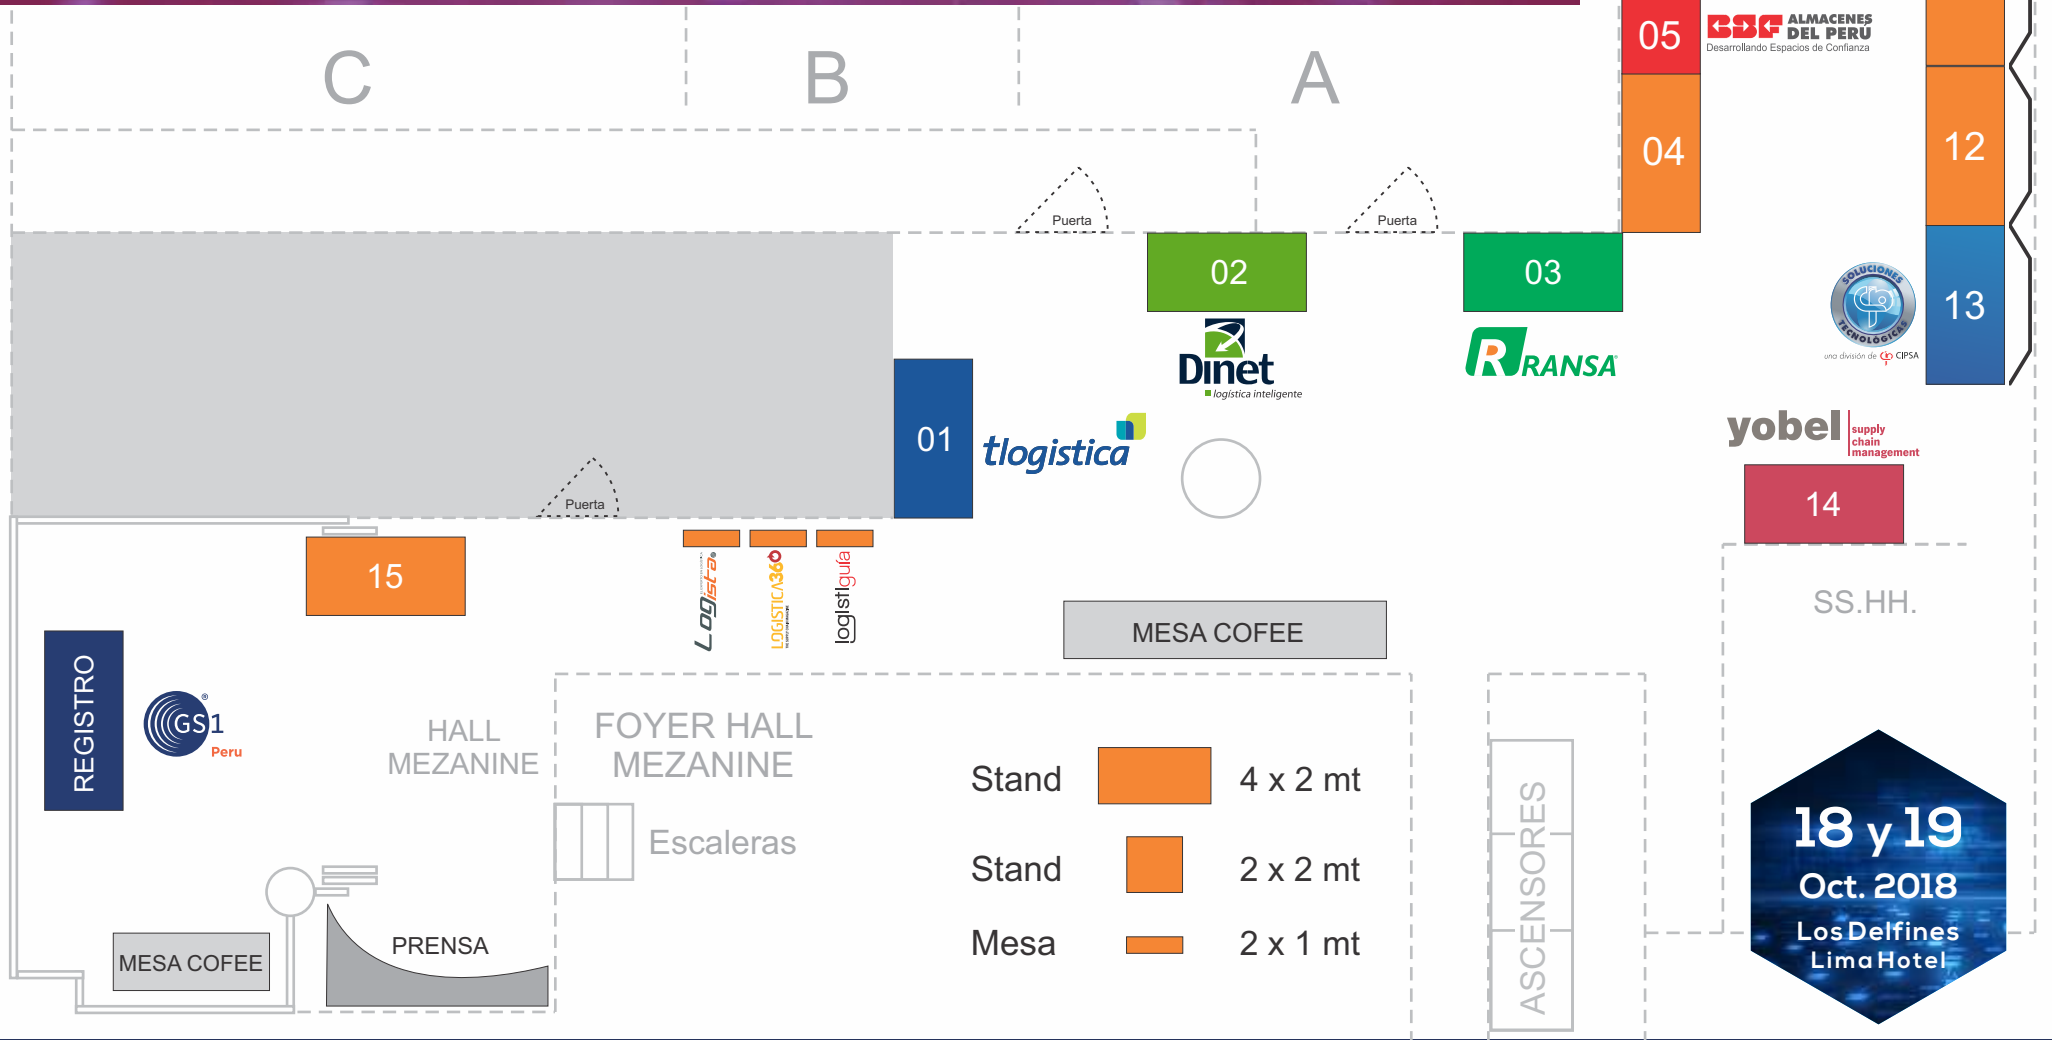 C
B
A
05
BSF ALMACENES
DEL PERÚ
Desarrollando Espacios de Confianza
04
12
Puerta
Puerta
02
03
SOLUCIONES
TECNOLÓGICAS
una división de CIPSA
13
Dinet
logística inteligente
RANSA
01
tlogistica
yobel
supply
chain
management
14
Puerta
15
Logista
LOGISTICA360
logistiguía
MESA COFEE
SS.HH.
REGISTRO
GS1
Peru
HALL
MEZANINE
FOYER HALL
MEZANINE
Escaleras
Stand 4 x 2 mt
Stand 2 x 2 mt
Mesa 2 x 1 mt
ASCENSORES
18 y 19
Oct. 2018
Los Delfines
Lima Hotel
PRENSA
MESA COFEE